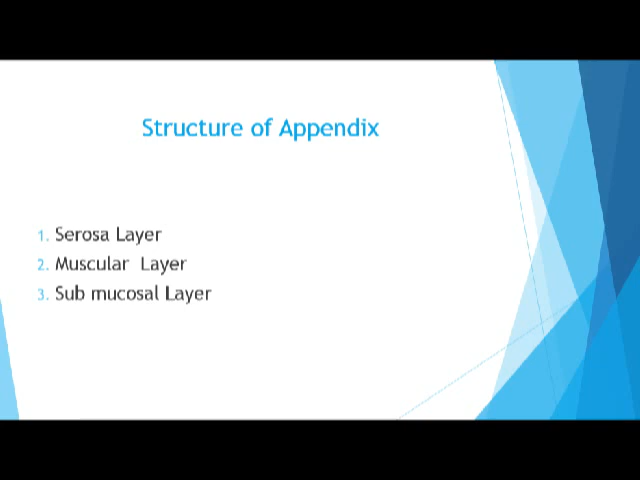 Structure of Appendix
1. Serosa Layer
2. Muscular Layer
3. Sub mucosal Layer